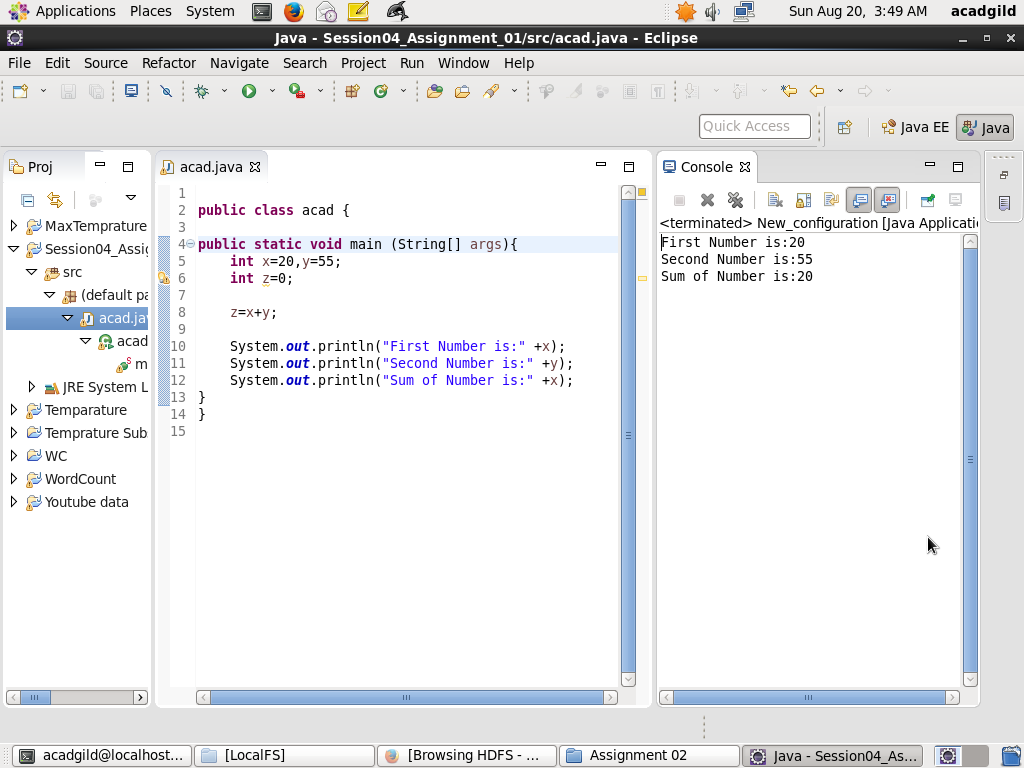 Applications Places System Sun Aug 20, 3:49 AM acadgild
Java - Session04_Assignment_01/src/acad.java - Eclipse
File Edit Source Refactor Navigate Search Project Run Window Help
Quick Access Java EE Java
Proj
MaxTemprature
Session04_Assig
src
(default pa
acad.jav
acad
m
JRE System L
Temparature
Temprature Sub
WC
WordCount
Youtube data
acad.java
1
2 public class acad {
3
4 public static void main (String[] args){
5 int x=20,y=55;
6 int z=0;
7
8 z=x+y;
9
10 System.out.println("First Number is:" +x);
11 System.out.println("Second Number is:" +y);
12 System.out.println("Sum of Number is:" +x);
13 }
14 }
15
Console
<terminated> New_configuration [Java Applicatio
First Number is:20
Second Number is:55
Sum of Number is:20
acadgild@localhost... [LocalFS] [Browsing HDFS - ... Assignment 02 Java - Session04_As...